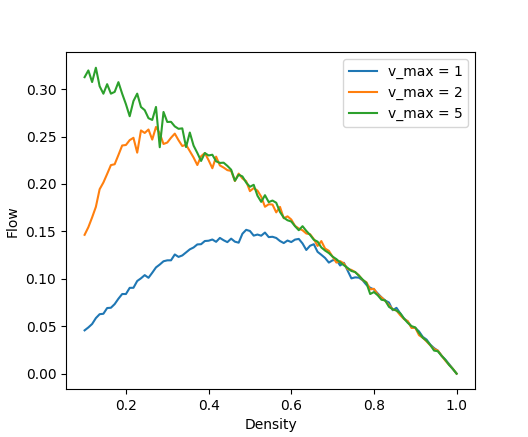 v_max = 1
v_max = 2
v_max = 5
Flow
0.30
0.25
0.20
0.15
0.10
0.05
0.00
0.2 0.4 0.6 0.8 1.0
Density